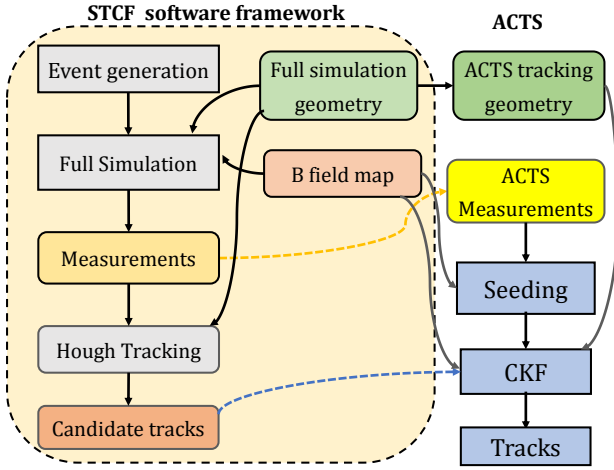 STCF software framework
ACTS
Event generation
Full simulation
geometry
ACTS tracking
geometry
Full Simulation
B field map
ACTS
Measurements
Measurements
Seeding
Hough Tracking
CKF
Candidate tracks
Tracks